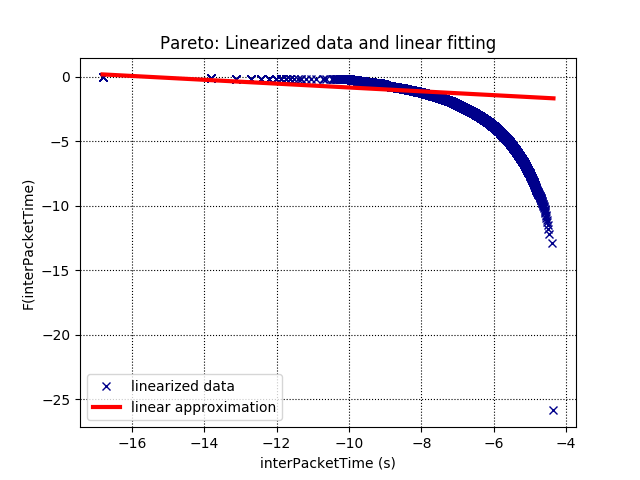 Pareto: Linearized data and linear fitting
0
−5
−10
−15
−20
−25
F(interPacketTime)
linearized data
linear approximation
−16
−14
−12
−10
−8
−6
−4
interPacketTime (s)